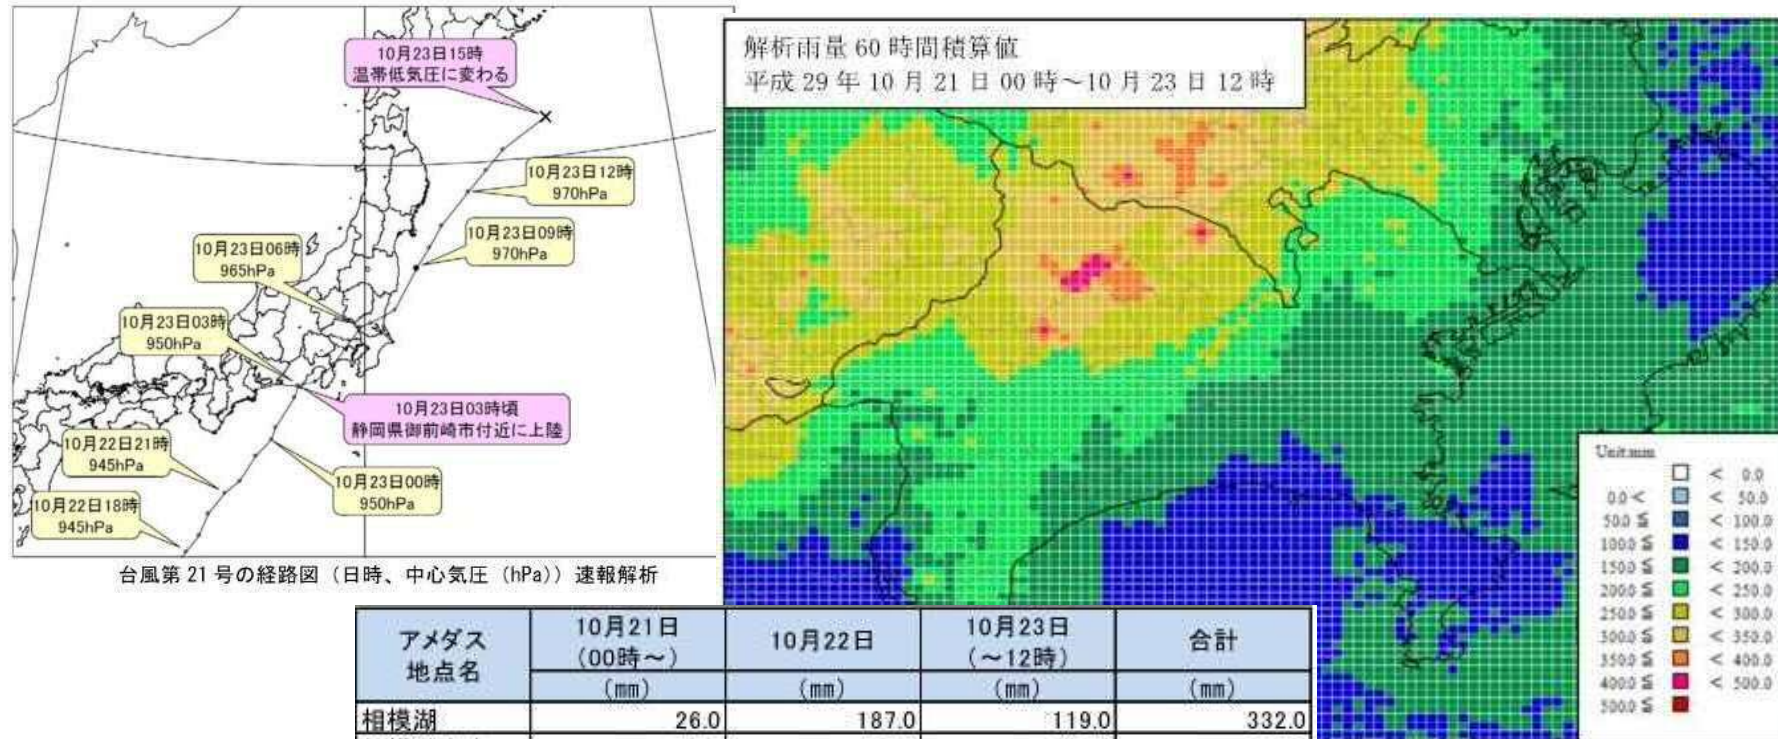 10月23日15時
温帯低気圧に変わる
10月23日12時
970hPa
10月23日09時
970hPa
10月23日06時
965hPa
10月23日03時
950hPa
10月23日03時頃
静岡県御前崎市付近に上陸
10月22日21時
945hPa
10月23日00時
950hPa
10月22日18時
945hPa
台風第21号の経路図（日時、中心気圧（hPa））速報解析
解析雨量60時間積算値
平成29年10月21日00時～10月23日12時
Unit:mm
< 0.0
0.0 < < 50.0
50.0 ≦ < 100.0
100.0 ≦ < 150.0
150.0 ≦ < 200.0
200.0 ≦ < 250.0
250.0 ≦ < 300.0
300.0 ≦ < 350.0
350.0 ≦ < 400.0
400.0 ≦ < 500.0
500.0 ≦
アメダス地点名 10月21日（00時～） 10月22日 10月23日（～12時） 合計
（mm） （mm） （mm） （mm）
相模湖 26.0 187.0 119.0 332.0